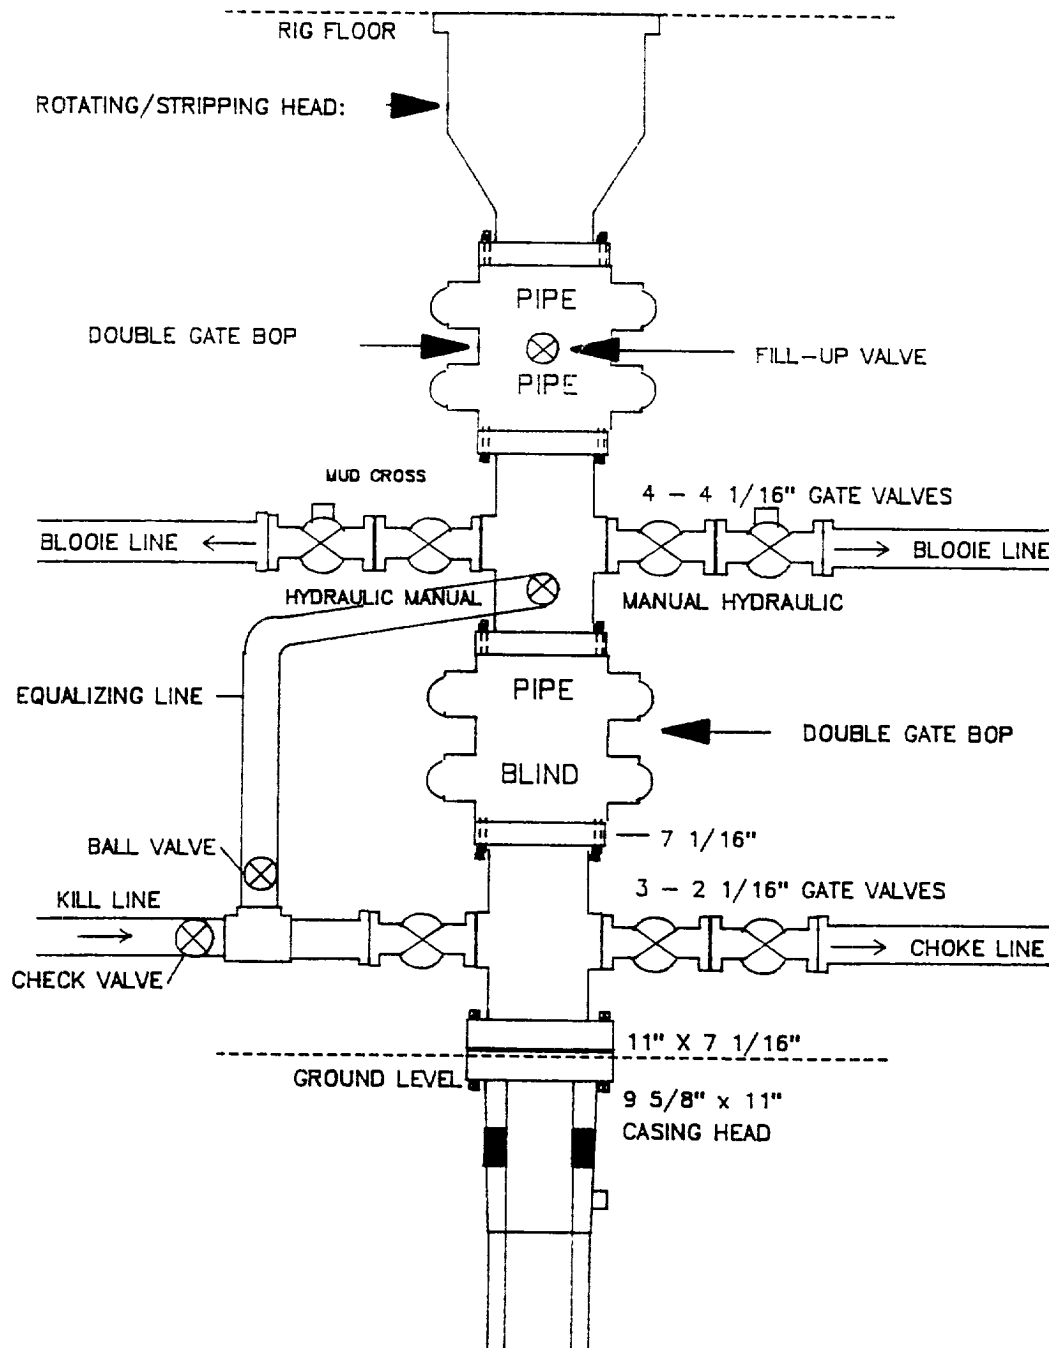 RIG FLOOR
ROTATING/STRIPPING HEAD:
PIPE
DOUBLE GATE BOP
FILL-UP VALVE
PIPE
MUD CROSS
4 - 4 1/16" GATE VALVES
BLOOIE LINE
BLOOIE LINE
HYDRAULIC MANUAL
MANUAL HYDRAULIC
EQUALIZING LINE
PIPE
DOUBLE GATE BOP
BLIND
7 1/16"
BALL VALVE
KILL LINE
3 - 2 1/16" GATE VALVES
CHOKE LINE
CHECK VALVE
11" X 7 1/16"
GROUND LEVEL
9 5/8" x 11"
CASING HEAD